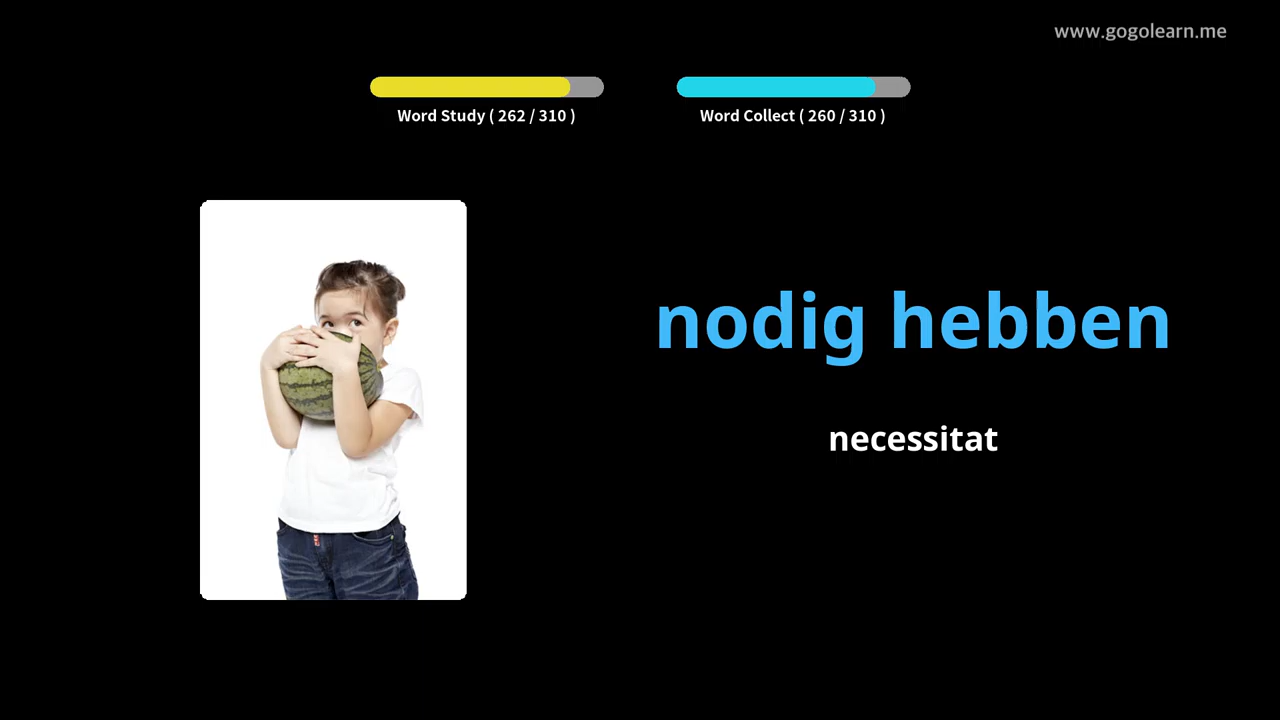 www.gogolearn.me
Word Study ( 262 / 310 )
Word Collect ( 260 / 310 )
nodig hebben
necessitat